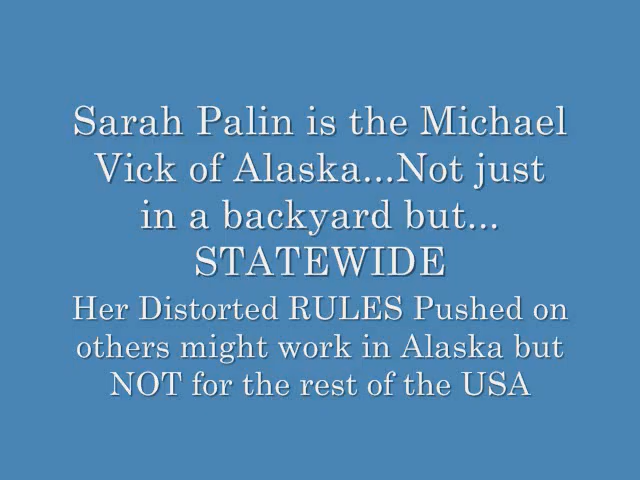 Sarah Palin is the Michael
Vick of Alaska...Not just
in a backyard but...
STATEWIDE
Her Distorted RULES Pushed on
others might work in Alaska but
NOT for the rest of the USA